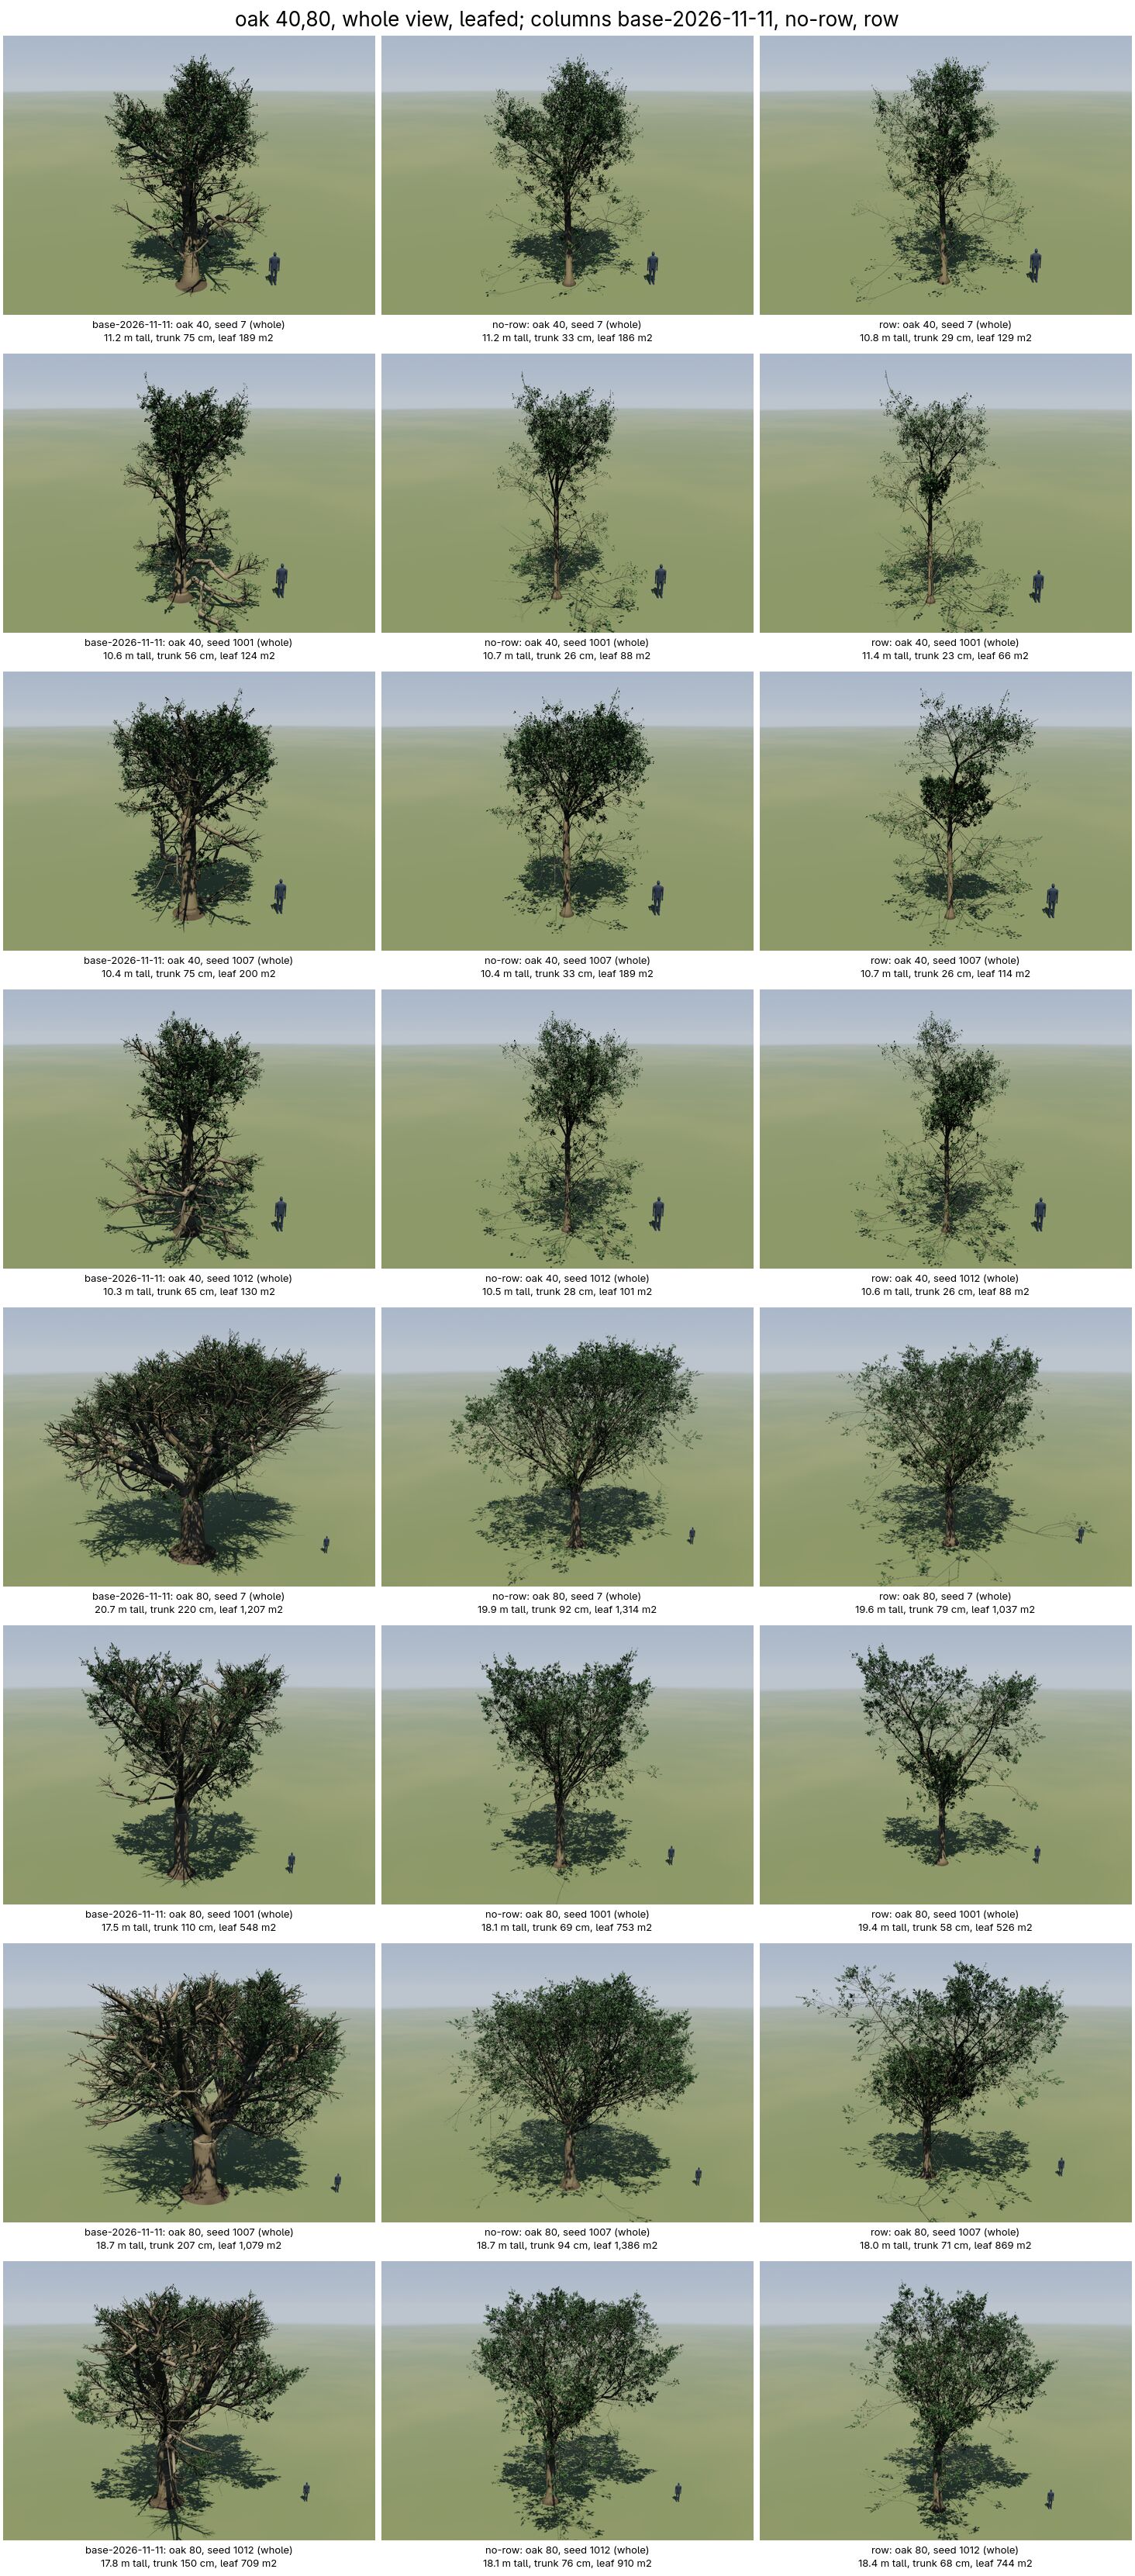 oak 40,80, whole view, leafed; columns base-2026-11-11, no-row, row
base-2026-11-11: oak 40, seed 7 (whole)
11.2 m tall, trunk 75 cm, leaf 189 m2
no-row: oak 40, seed 7 (whole)
11.2 m tall, trunk 33 cm, leaf 186 m2
row: oak 40, seed 7 (whole)
10.8 m tall, trunk 29 cm, leaf 129 m2
base-2026-11-11: oak 40, seed 1001 (whole)
10.6 m tall, trunk 56 cm, leaf 124 m2
no-row: oak 40, seed 1001 (whole)
10.7 m tall, trunk 26 cm, leaf 88 m2
row: oak 40, seed 1001 (whole)
11.4 m tall, trunk 23 cm, leaf 66 m2
base-2026-11-11: oak 40, seed 1007 (whole)
10.4 m tall, trunk 75 cm, leaf 200 m2
no-row: oak 40, seed 1007 (whole)
10.4 m tall, trunk 33 cm, leaf 189 m2
row: oak 40, seed 1007 (whole)
10.7 m tall, trunk 26 cm, leaf 114 m2
base-2026-11-11: oak 40, seed 1012 (whole)
10.3 m tall, trunk 65 cm, leaf 130 m2
no-row: oak 40, seed 1012 (whole)
10.5 m tall, trunk 28 cm, leaf 101 m2
row: oak 40, seed 1012 (whole)
10.6 m tall, trunk 26 cm, leaf 88 m2
base-2026-11-11: oak 80, seed 7 (whole)
20.7 m tall, trunk 220 cm, leaf 1,207 m2
no-row: oak 80, seed 7 (whole)
19.9 m tall, trunk 92 cm, leaf 1,314 m2
row: oak 80, seed 7 (whole)
19.6 m tall, trunk 79 cm, leaf 1,037 m2
base-2026-11-11: oak 80, seed 1001 (whole)
17.5 m tall, trunk 110 cm, leaf 548 m2
no-row: oak 80, seed 1001 (whole)
18.1 m tall, trunk 69 cm, leaf 753 m2
row: oak 80, seed 1001 (whole)
19.4 m tall, trunk 58 cm, leaf 526 m2
base-2026-11-11: oak 80, seed 1007 (whole)
18.7 m tall, trunk 207 cm, leaf 1,079 m2
no-row: oak 80, seed 1007 (whole)
18.7 m tall, trunk 94 cm, leaf 1,386 m2
row: oak 80, seed 1007 (whole)
18.0 m tall, trunk 71 cm, leaf 869 m2
base-2026-11-11: oak 80, seed 1012 (whole)
17.8 m tall, trunk 150 cm, leaf 709 m2
no-row: oak 80, seed 1012 (whole)
18.1 m tall, trunk 76 cm, leaf 910 m2
row: oak 80, seed 1012 (whole)
18.4 m tall, trunk 68 cm, leaf 744 m2